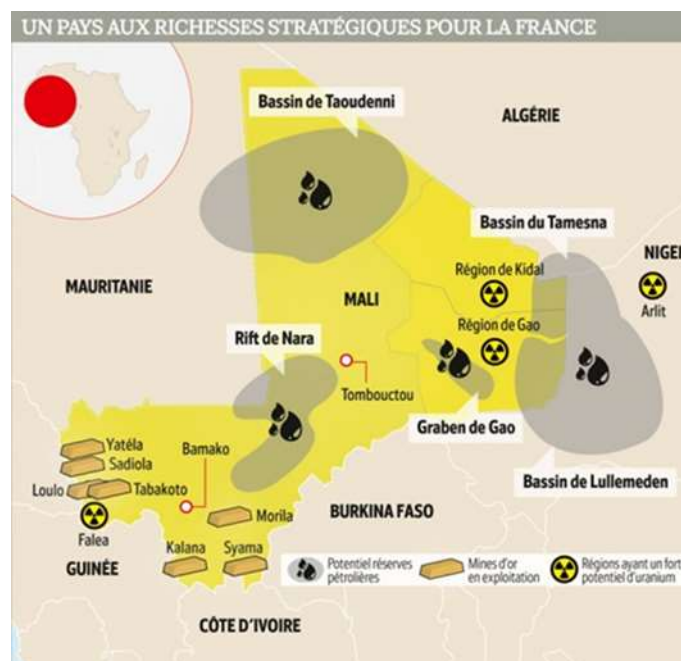 UN PAYS AUX RICHESSES STRATÉGIQUES POUR LA FRANCE
Bassin de Taoudenni
ALGÉRIE
Bassin du Tamesna
NIGER
Région de Kidal
MAURITANIE
MALI
Arlit
Région de Gao
Rift de Nara
Tombouctou
Graben de Gao
Yatéla
Bamako
Sadiola
Bassin de Lullemeden
Loulo
Tabakoto
Morila
BURKINA FASO
Falea
Kalana
Syama
GUINÉE
Potentiel réserves
pétrolières
Mines d'or
en exploitation
Régions ayant un fort
potentiel d'uranium
CÔTE D'IVOIRE